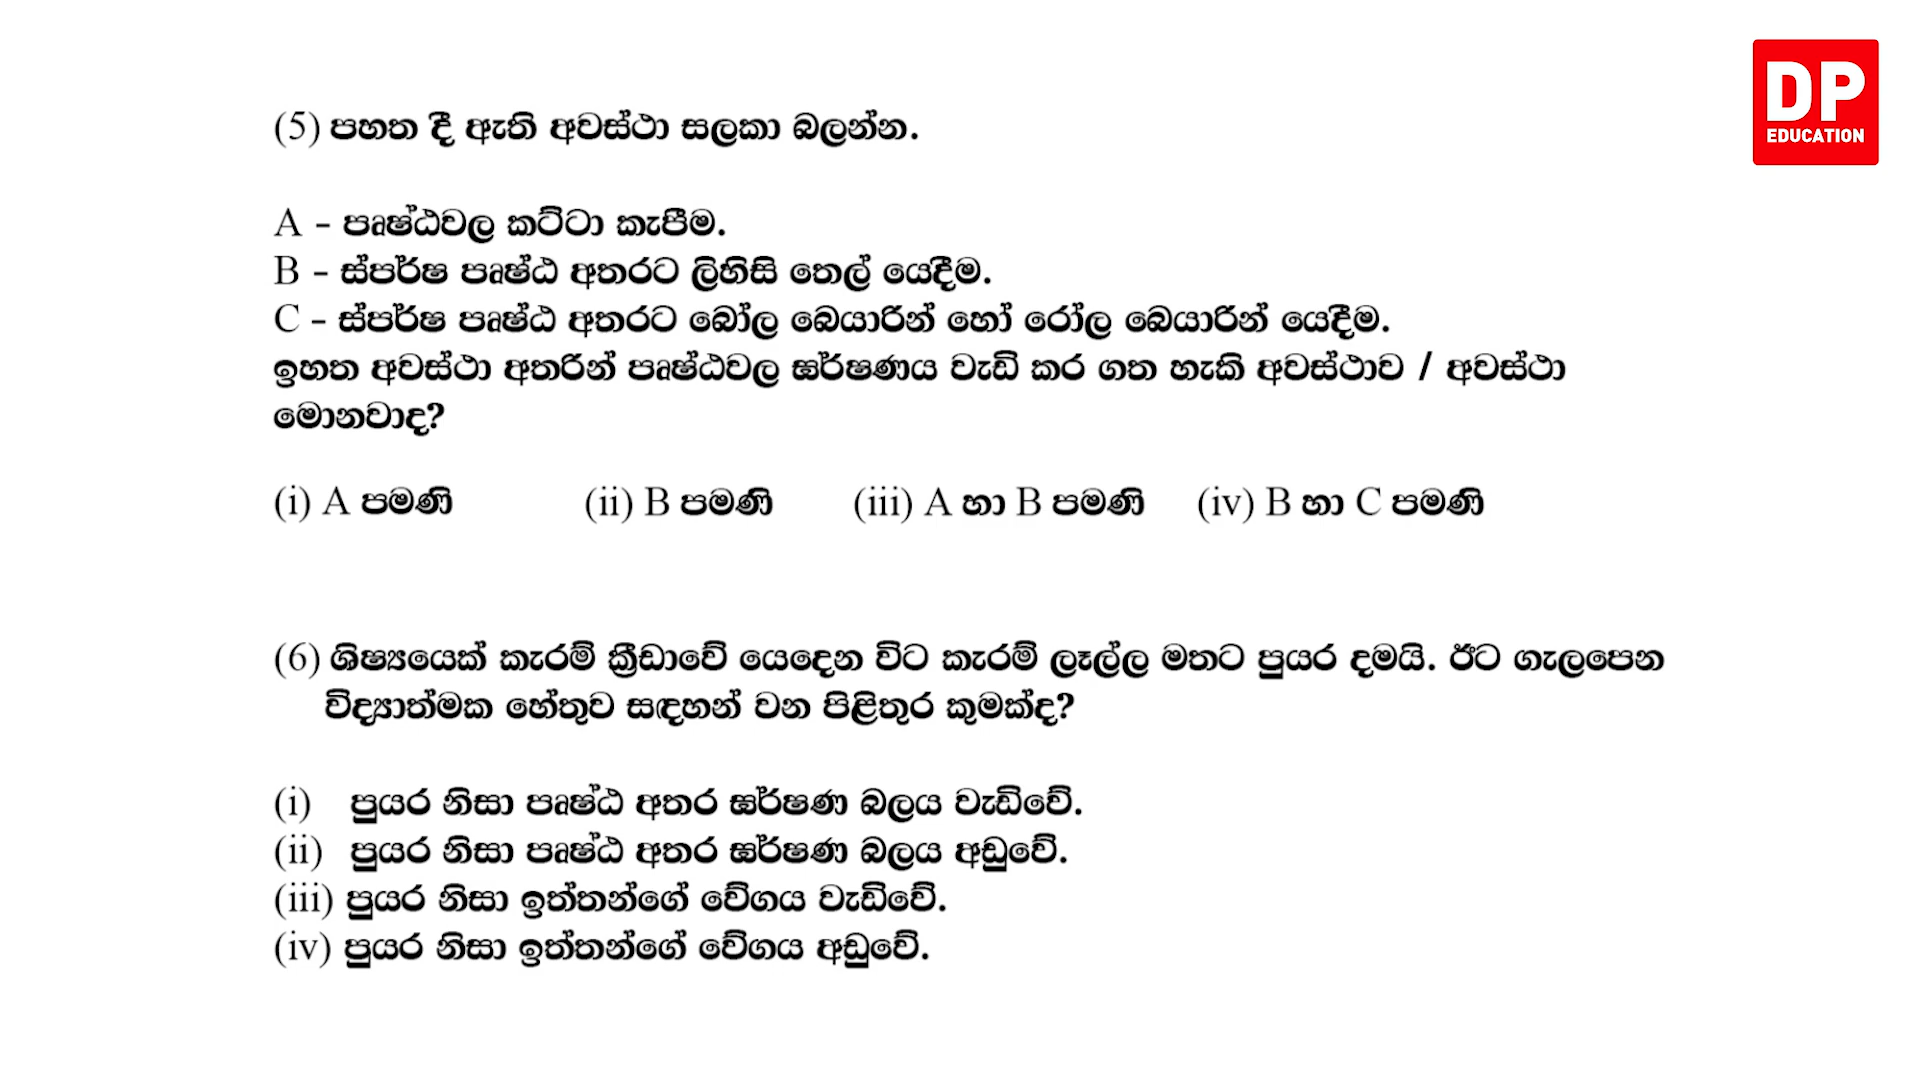 DP
EDUCATION
(5) පහත දී ඇති අවස්ථා සලකා බලන්න.
A - පෘෂ්ඨවල කට්ටා කැපීම.
B - ස්පර්ෂ පෘෂ්ඨ අතරට ලිහිසි තෙල් යෙදීම.
C - ස්පර්ෂ පෘෂ්ඨ අතරට බෝල බෙයාරින් හෝ රෝල බෙයාරින් යෙදීම.
ඉහත අවස්ථා අතරින් පෘෂ්ඨවල ඝර්ෂණය වැඩි කර ගත හැකි අවස්ථාව / අවස්ථා
මොනවාද?
(i) A පමණි (ii) B පමණි (iii) A හා B පමණි (iv) B හා C පමණි
(6) ශිෂ්‍යයෙක් කැරම් ක්‍රීඩාවේ යෙදෙන විට කැරම් ලෑල්ල මතට පුයර දමයි. ඊට ගැලපෙන
විද්‍යාත්මක හේතුව සඳහන් වන පිළිතුර කුමක්ද?
(i) පුයර නිසා පෘෂ්ඨ අතර ඝර්ෂණ බලය වැඩිවේ.
(ii) පුයර නිසා පෘෂ්ඨ අතර ඝර්ෂණ බලය අඩුවේ.
(iii) පුයර නිසා ඉත්තන්ගේ වේගය වැඩිවේ.
(iv) පුයර නිසා ඉත්තන්ගේ වේගය අඩුවේ.